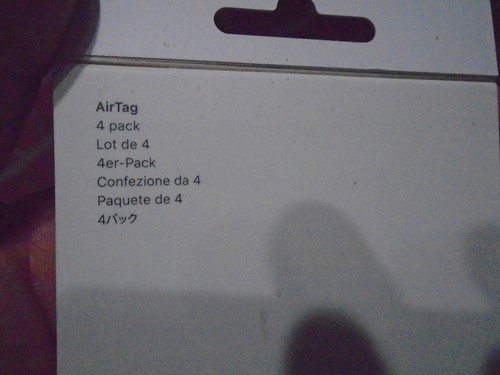 AirTag
4 pack
Lot de 4
4er-Pack
Confezione da 4
Paquete de 4
4パック